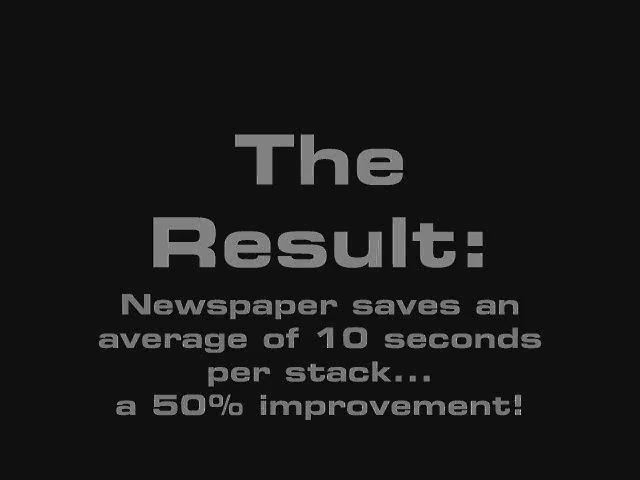 The
Result:
Newspaper saves an
average of 10 seconds
per stack...
a 50% improvement!